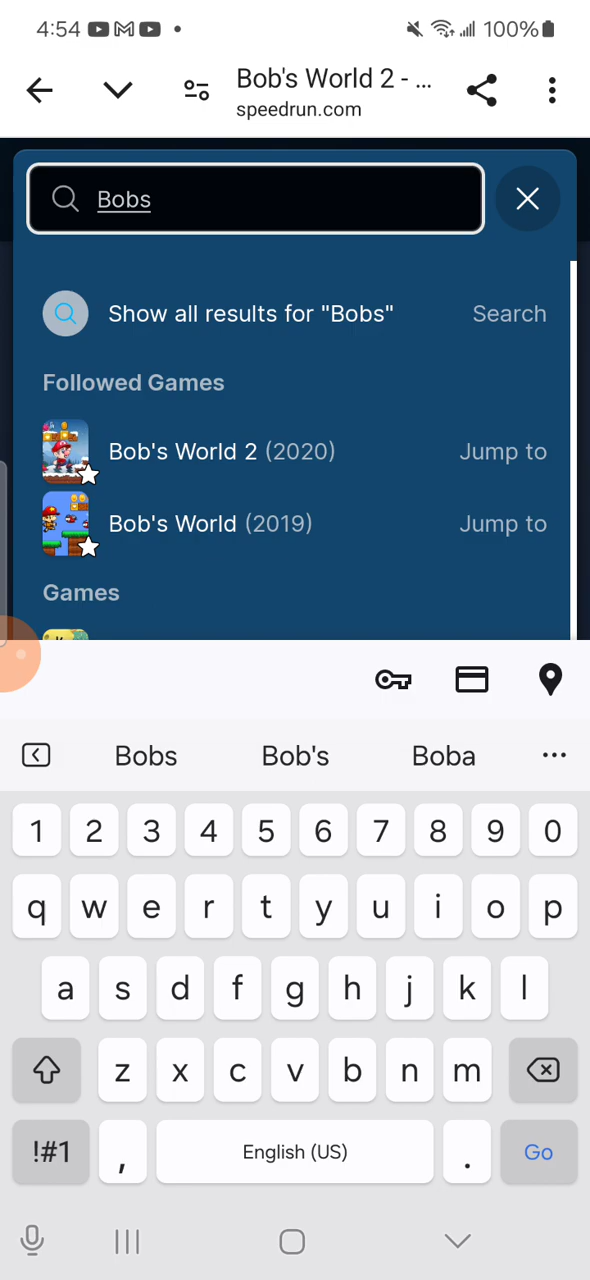 4:54 100%
Bob's World 2 - ...
speedrun.com
Bobs
Show all results for "Bobs" Search
Followed Games
Bob's World 2 (2020) Jump to
Bob's World (2019) Jump to
Games
Bobs Bob's Boba ...
1 2 3 4 5 6 7 8 9 0
q w e r t y u i o p
a s d f g h j k l
z x c v b n m
!#1 , English (US) . Go